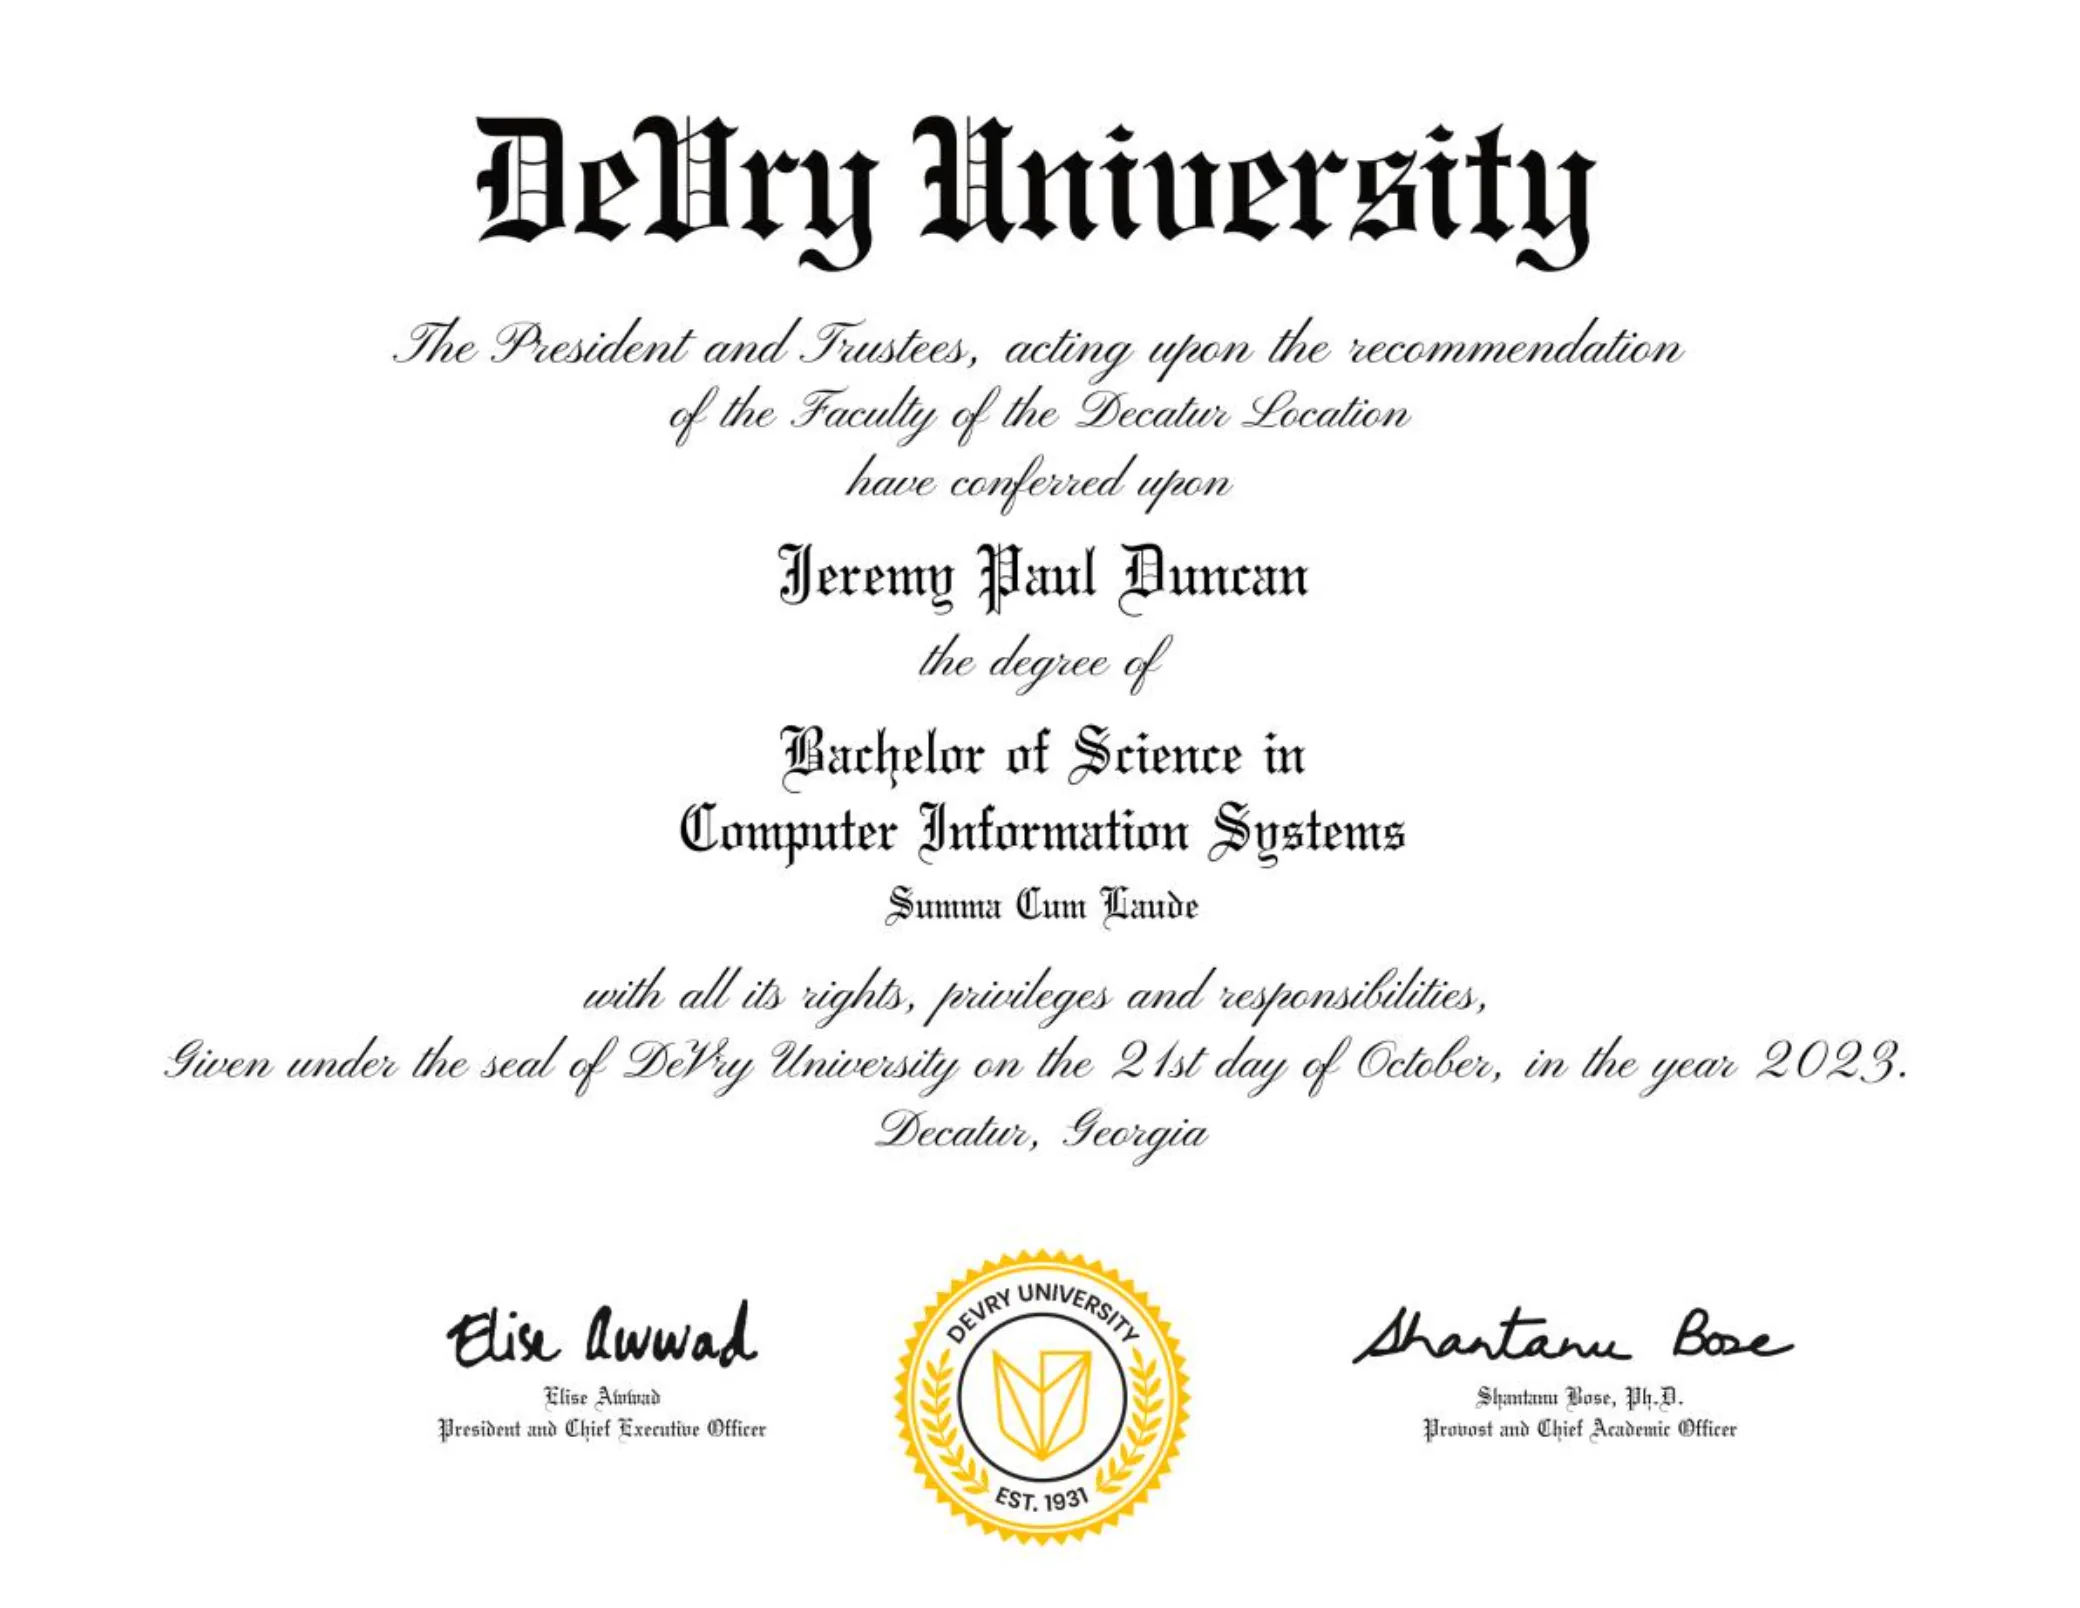 DeVry University
The President and Trustees, acting upon the recommendation
of the Faculty of the Decatur Location
have conferred upon
Jeremy Paul Duncan
the degree of
Bachelor of Science in
Computer Information Systems
Summa Cum Laude
with all its rights, privileges and responsibilities,
Given under the seal of DeVry University on the 21st day of October, in the year 2023.
Decatur, Georgia
Elise Awwad
Elise Awwad
President and Chief Executive Officer
DEVRY UNIVERSITY
EST. 1931
Shantanu Bose
Shantanu Bose, Ph.D.
Provost and Chief Academic Officer